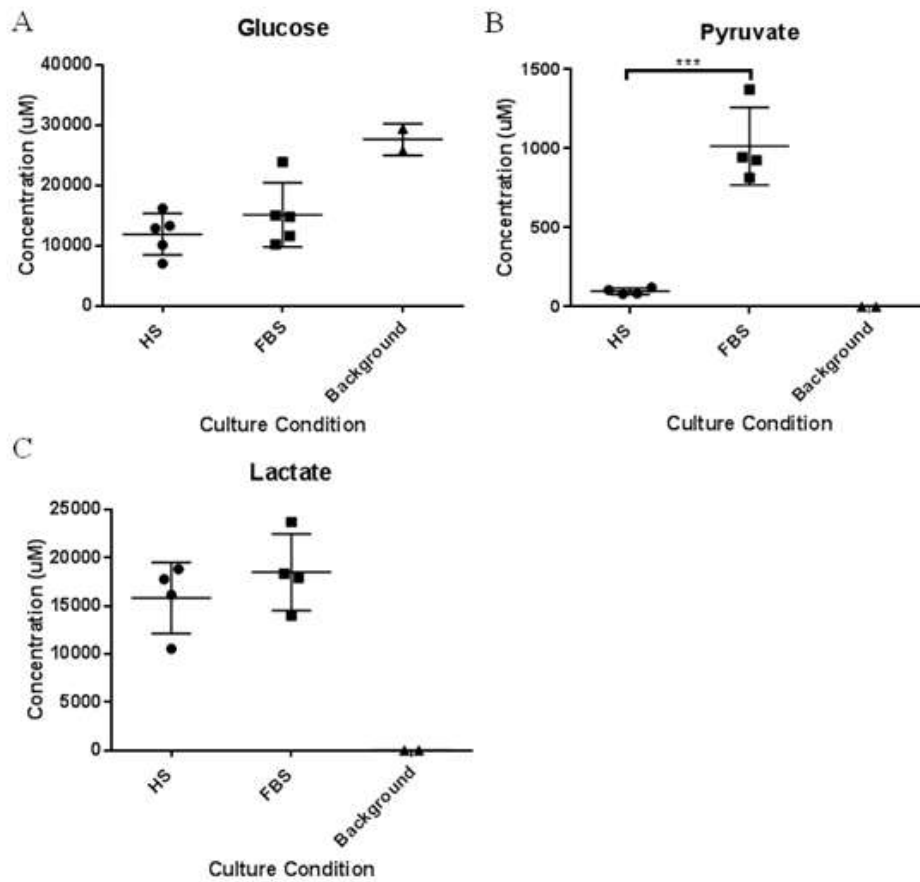 A
Glucose
Concentration (uM)
40000
30000
20000
10000
0
HS
FBS
Background
Culture Condition
B
Pyruvate
***
Concentration (uM)
1500
1000
500
0
HS
FBS
Background
Culture Condition
C
Lactate
Concentration (uM)
25000
20000
15000
10000
5000
0
HS
FBS
Background
Culture Condition